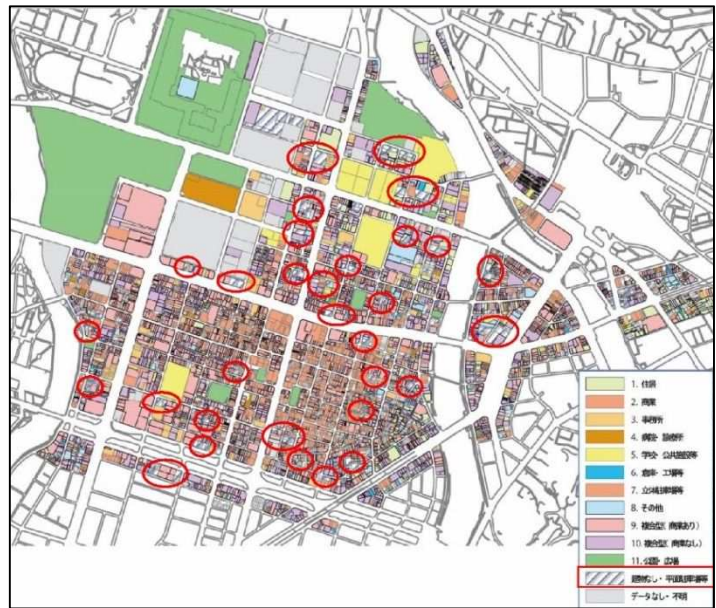 1. 住居
2. 商業
3. 事務所
4. 病院・診療所
5. 学校・公共施設等
6. 倉庫・工場等
7. 立体駐車場等
8. その他
9. 複合型(商業あり)
10. 複合型(商業なし)
11. 公園・広場
建物なし・平面駐車場等
データなし・不明